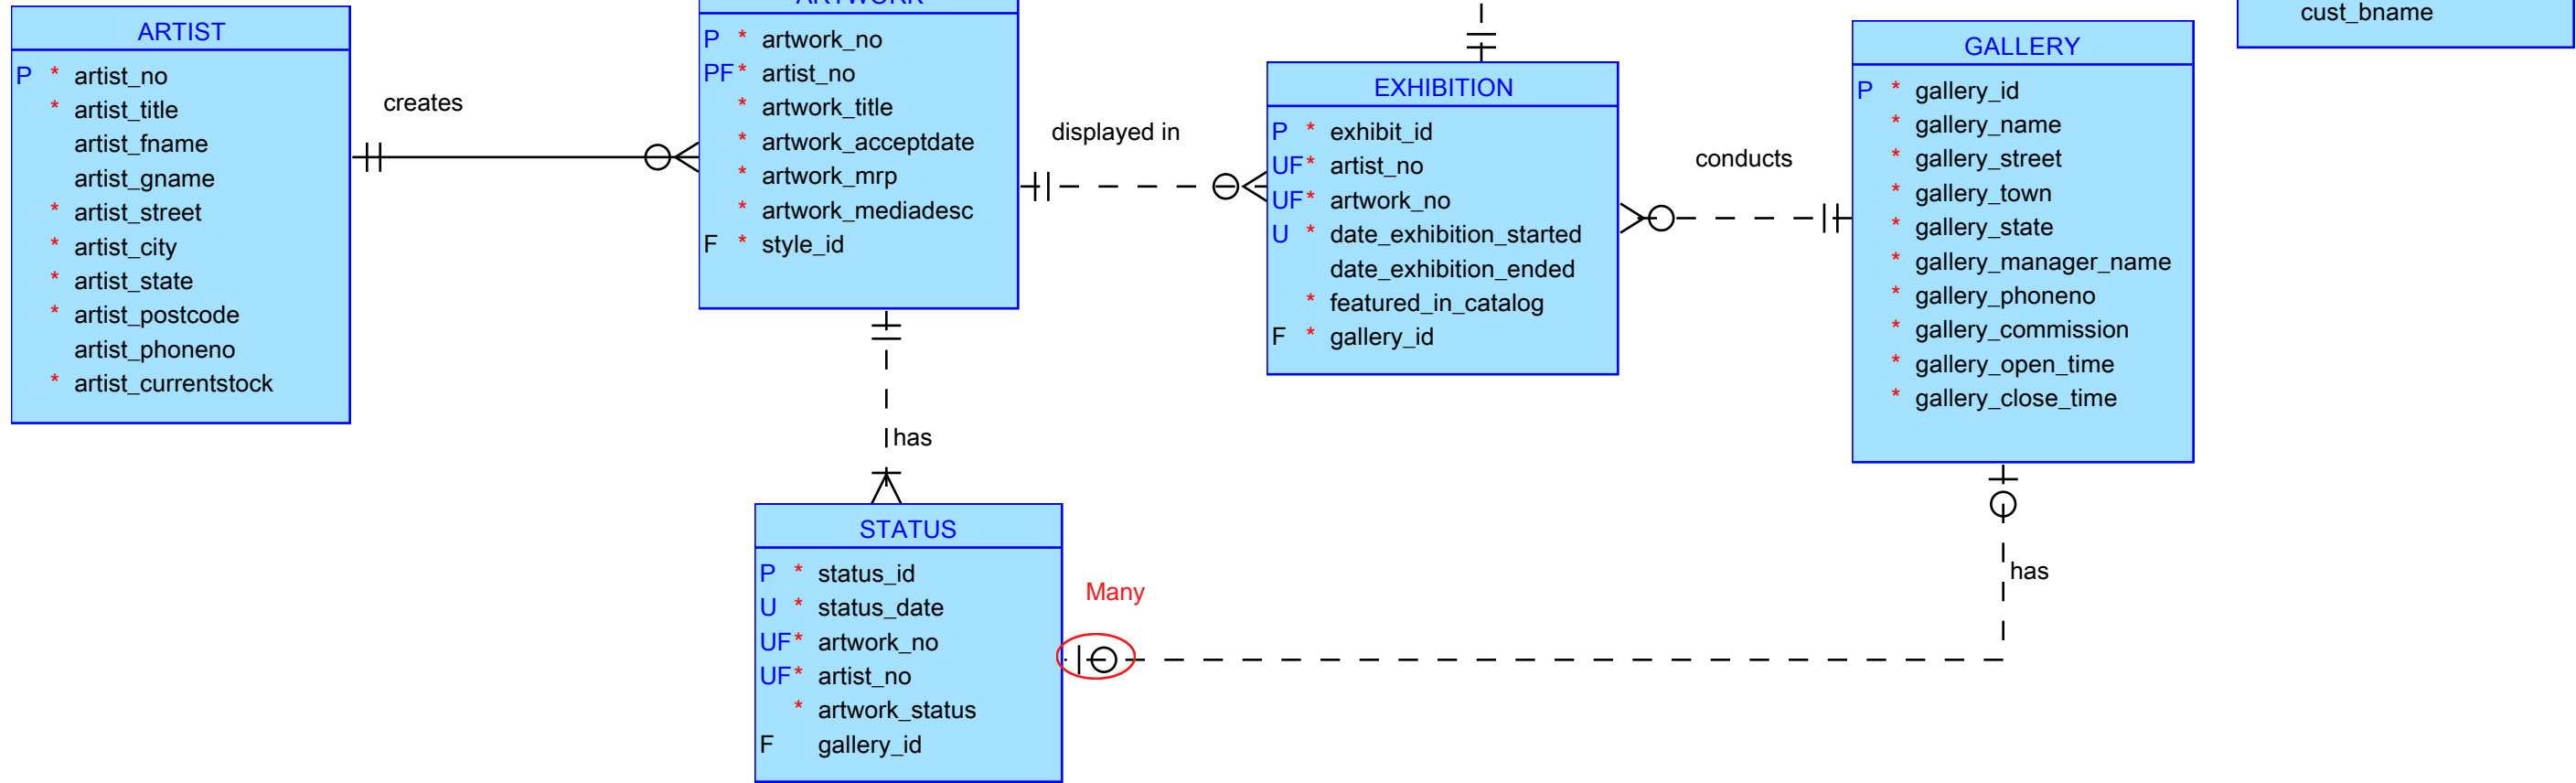 ARTIST
P * artist_no
* artist_title
artist_fname
artist_gname
* artist_street
* artist_city
* artist_state
* artist_postcode
artist_phoneno
* artist_currentstock
creates
ARTWORK
P * artwork_no
PF* artist_no
* artwork_title
* artwork_acceptdate
* artwork_mrp
* artwork_mediadesc
F * style_id
displayed in
EXHIBITION
P * exhibit_id
UF* artist_no
UF* artwork_no
U * date_exhibition_started
date_exhibition_ended
* featured_in_catalog
F * gallery_id
conducts
GALLERY
P * gallery_id
* gallery_name
* gallery_street
* gallery_town
* gallery_state
* gallery_manager_name
* gallery_phoneno
* gallery_commission
* gallery_open_time
* gallery_close_time
cust_bname
has
STATUS
P * status_id
U * status_date
UF* artwork_no
UF* artist_no
* artwork_status
F gallery_id
Many
has